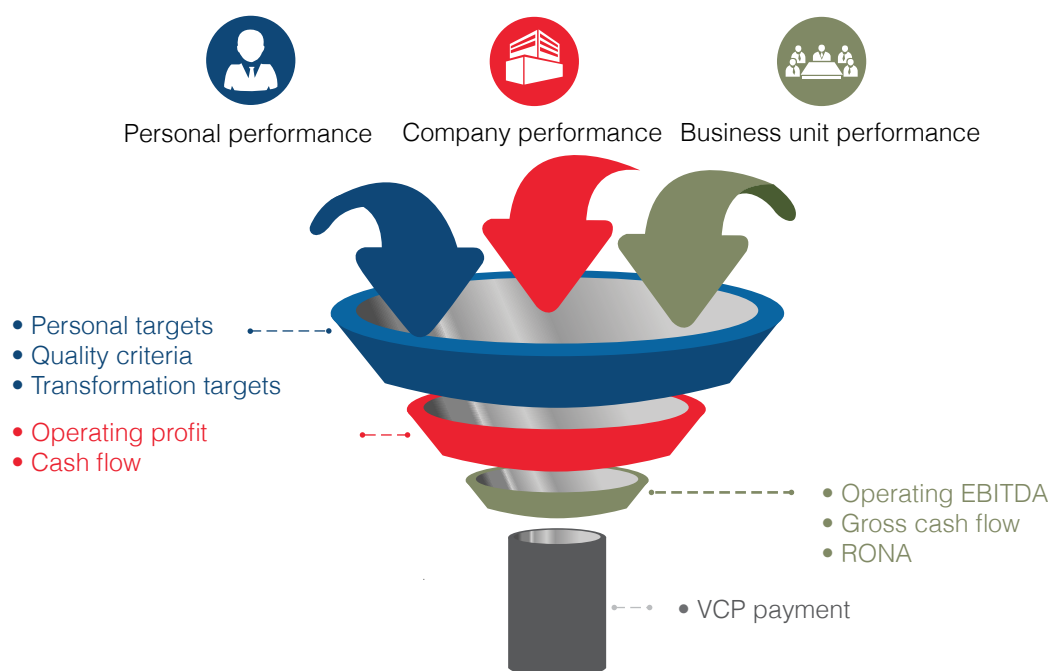 Personal performance
Company performance
Business unit performance
• Personal targets
• Quality criteria
• Transformation targets
• Operating profit
• Cash flow
• Operating EBITDA
• Gross cash flow
• RONA
• VCP payment